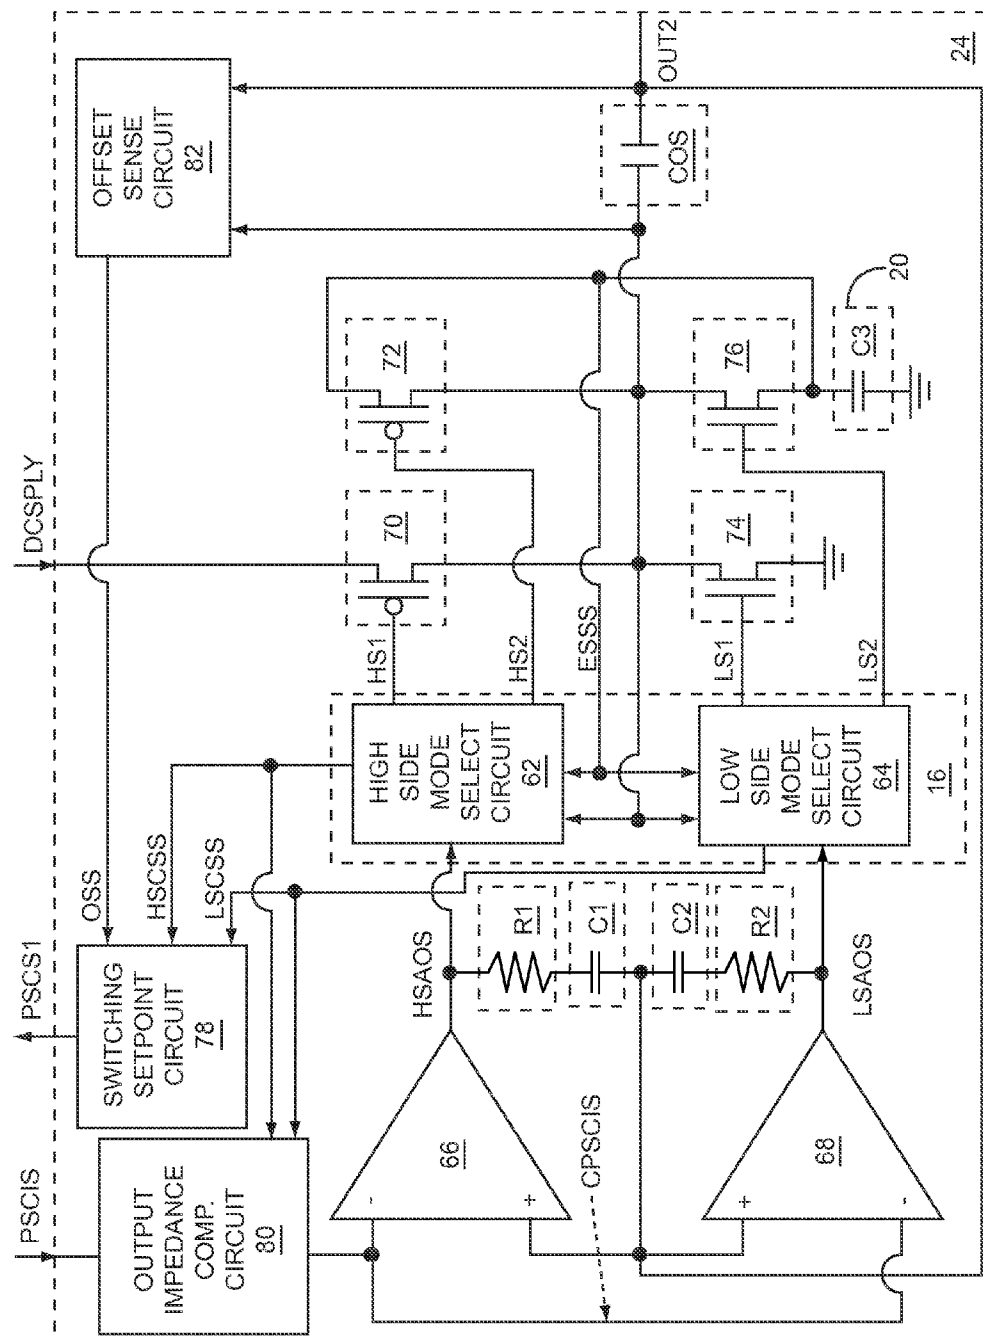 PSCIS
PSCS1
DCSPLY
OUTPUT
IMPEDANCE
COMP.
CIRCUIT
80
SWITCHING
SETPOINT
CIRCUIT
78
OFFSET
SENSE
CIRCUIT
82
OSS
HSCSS
LSCSS
66
-
+
HSAOS
HIGH
SIDE
MODE
SELECT
CIRCUIT
62
HS1
HS2
70
72
R1
C1
C2
R2
ESSS
CPSCIS
68
+
-
LSAOS
LOW
SIDE
MODE
SELECT
CIRCUIT
64
16
LS1
LS2
74
76
C3
20
COS
OUT2
24